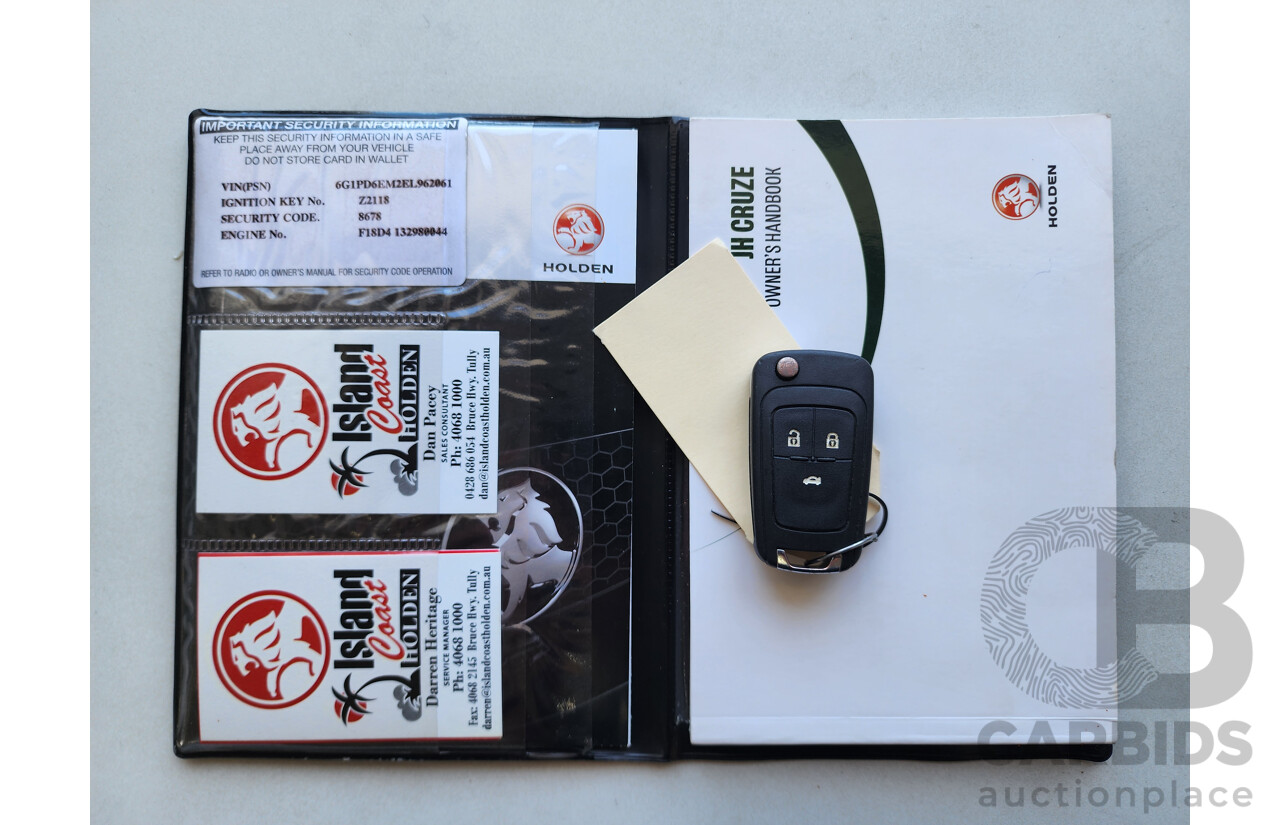 IMPORTANT SECURITY INFORMATION
KEEP THIS SECURITY INFORMATION IN A SAFE
PLACE AWAY FROM YOUR VEHICLE
DO NOT STORE CARD IN WALLET
VIN(PSN) 6G1PD6EM2EL962061
IGNITION KEY No. Z2118
SECURITY CODE. 8678
ENGINE No. F18D4 132980044
REFER TO RADIO OR OWNER'S MANUAL FOR SECURITY CODE OPERATION
HOLDEN
Island
Coast
HOLDEN
Dan Pacey
SALES CONSULTANT
Ph: 4068 1000
0428 686 054 Bruce Hwy, Tully
dan@islandcoastholden.com.au
Island
Coast
HOLDEN
Darren Heritage
SERVICE MANAGER
Ph: 4068 1000
Fax: 4068 2145 Bruce Hwy, Tully
darren@islandcoastholden.com.au
JH CRUZE
OWNER'S HANDBOOK
HOLDEN
CB
CARBIDS
auctionplace